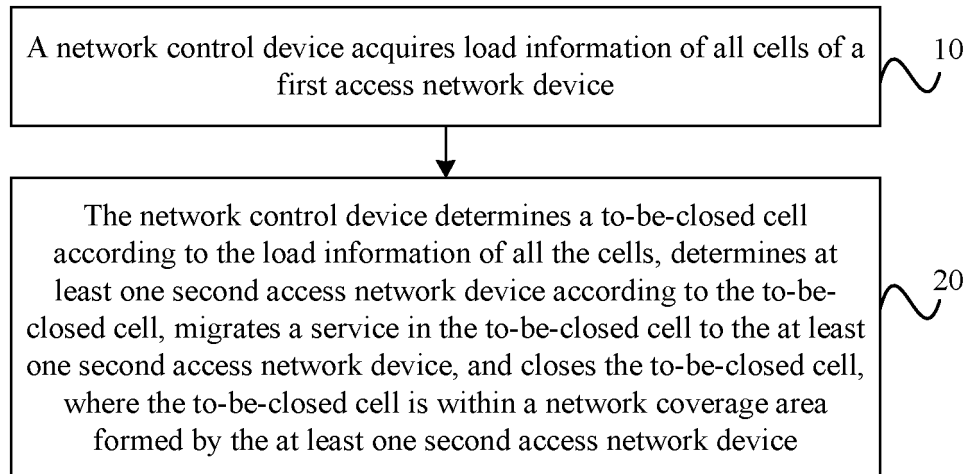 A network control device acquires load information of all cells of a
first access network device
10
The network control device determines a to-be-closed cell
according to the load information of all the cells, determines at
least one second access network device according to the to-be-
closed cell, migrates a service in the to-be-closed cell to the at least
one second access network device, and closes the to-be-closed cell,
where the to-be-closed cell is within a network coverage area
formed by the at least one second access network device
20